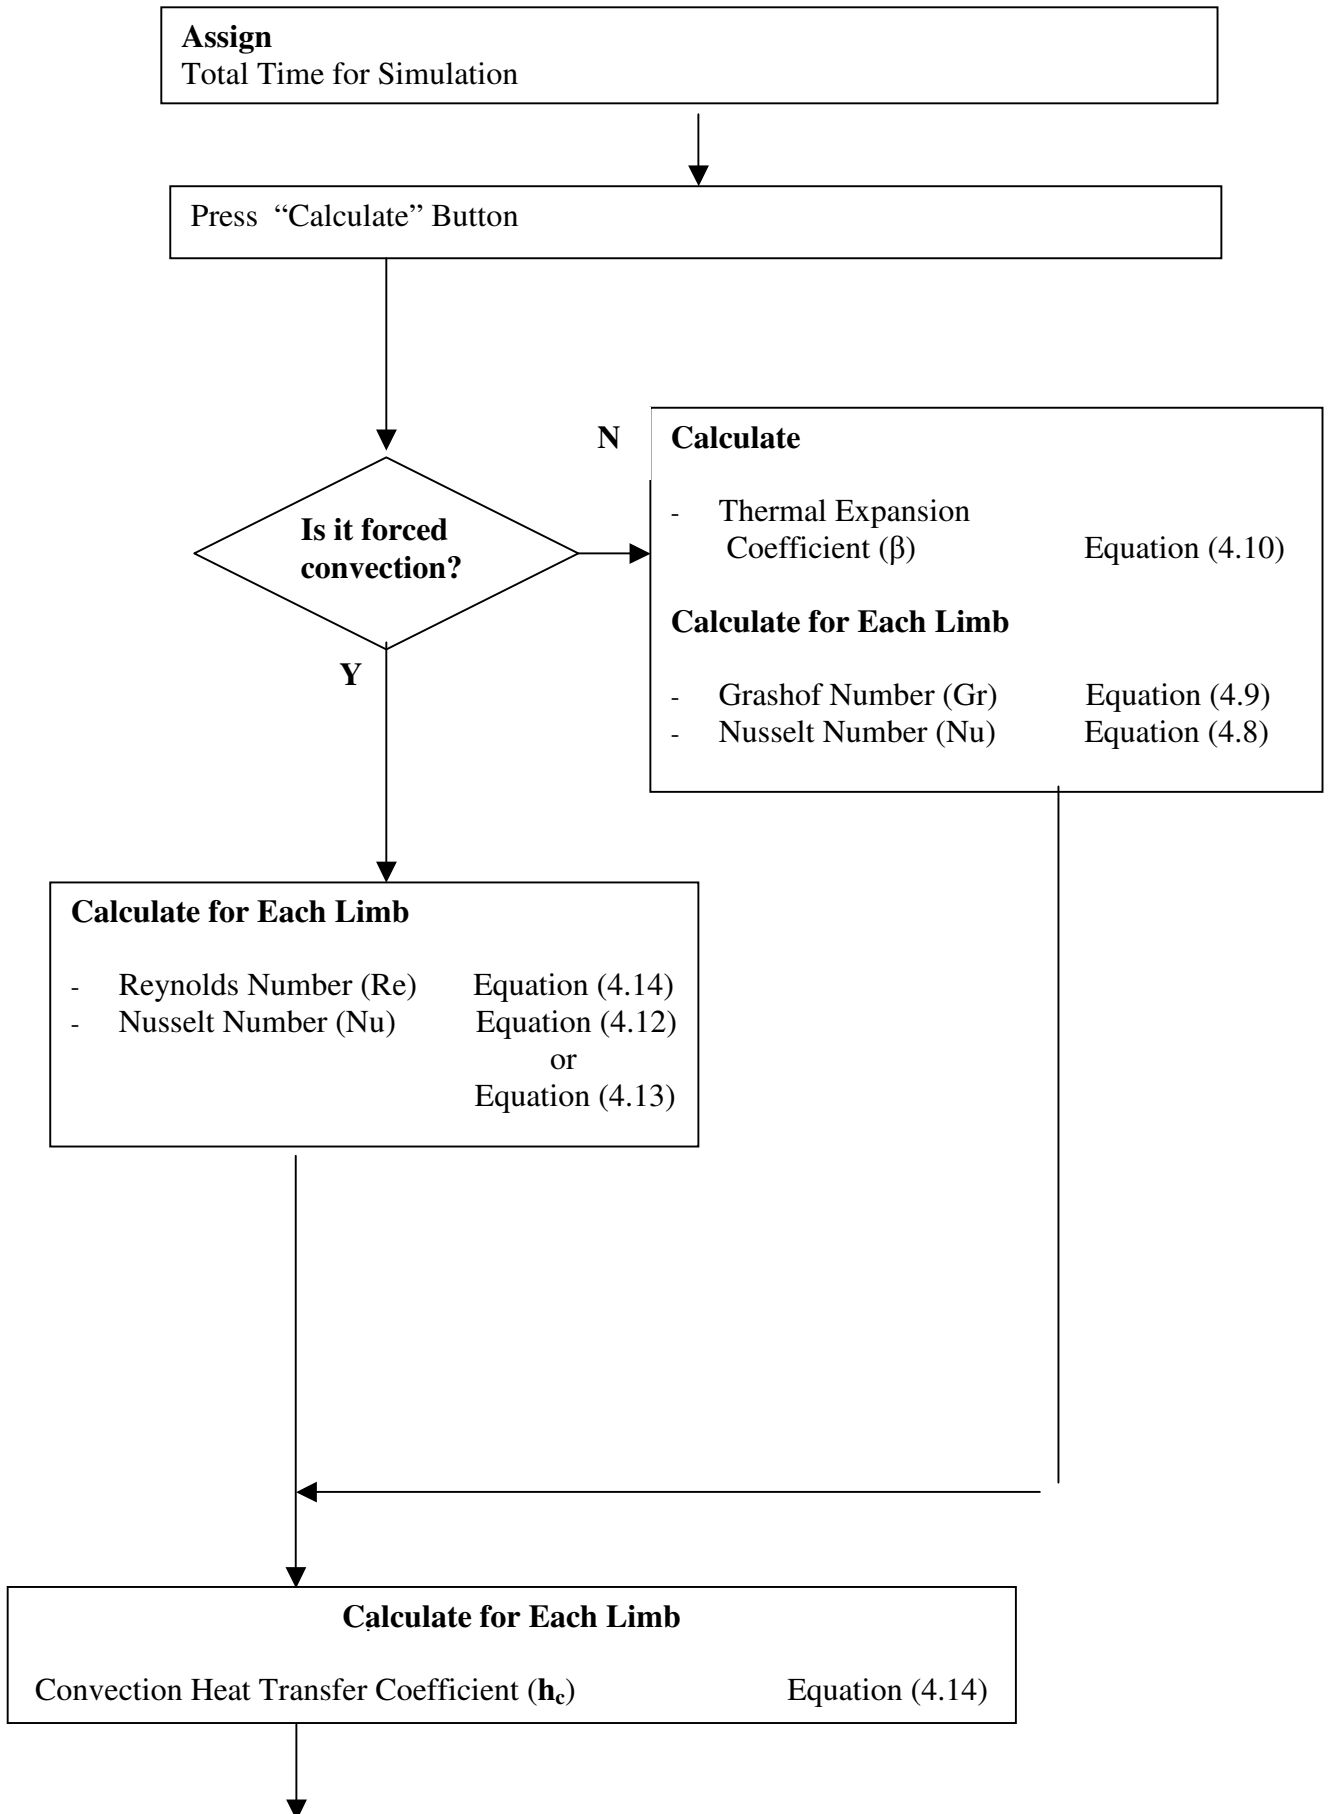 Assign
Total Time for Simulation
Press “Calculate” Button
N
Calculate
- Thermal Expansion
Coefficient (β) Equation (4.10)
Is it forced
convection?
Calculate for Each Limb
Y
- Grashof Number (Gr) Equation (4.9)
- Nusselt Number (Nu) Equation (4.8)
Calculate for Each Limb
- Reynolds Number (Re) Equation (4.14)
- Nusselt Number (Nu) Equation (4.12)
or
Equation (4.13)
Calculate for Each Limb
Convection Heat Transfer Coefficient (hc) Equation (4.14)